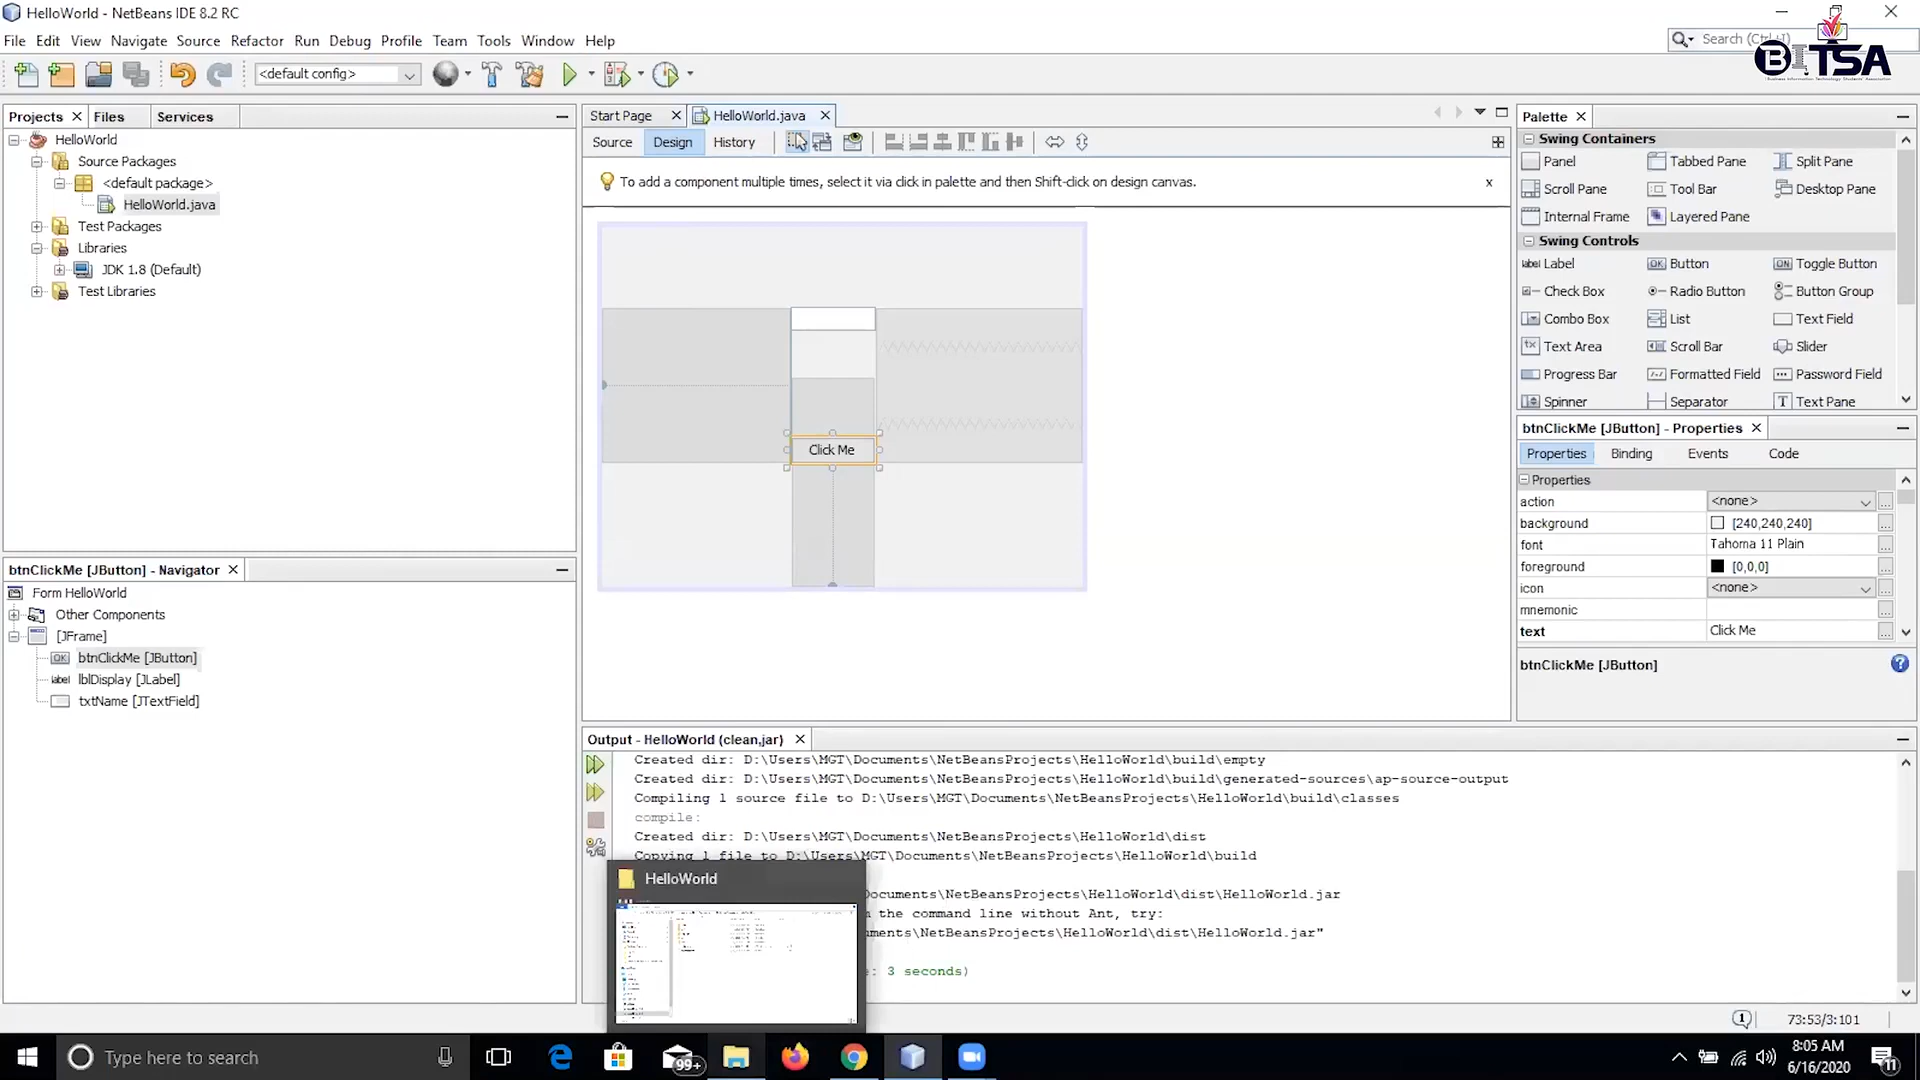 HelloWorld - NetBeans IDE 8.2 RC
File Edit View Navigate Source Refactor Run Debug Profile Team Tools Window Help
Search (Ctrl+I)
BITSA
<default config>
Projects Files Services
HelloWorld
Source Packages
<default package>
HelloWorld.java
Test Packages
Libraries
JDK 1.8 (Default)
Test Libraries
btnClickMe [JButton] - Navigator
Form HelloWorld
Other Components
[JFrame]
OK btnClickMe [JButton]
label lblDisplay [JLabel]
txtName [JTextField]
Start Page HelloWorld.java
Source Design History
To add a component multiple times, select it via click in palette and then Shift-click on design canvas. x
Click Me
Output - HelloWorld (clean,jar)
Created dir: D:\Users\MGT\Documents\NetBeansProjects\HelloWorld\build\empty
Created dir: D:\Users\MGT\Documents\NetBeansProjects\HelloWorld\build\generated-sources\ap-source-output
Compiling 1 source file to D:\Users\MGT\Documents\NetBeansProjects\HelloWorld\build\classes
compile:
Created dir: D:\Users\MGT\Documents\NetBeansProjects\HelloWorld\dist
Copying 1 file to D:\Users\MGT\Documents\NetBeansProjects\HelloWorld\build
ocuments\NetBeansProjects\HelloWorld\dist\HelloWorld.jar
the command line without Ant, try:
ments\NetBeansProjects\HelloWorld\dist\HelloWorld.jar"
: 3 seconds)
HelloWorld
Palette
Swing Containers
Panel Tabbed Pane Split Pane
Scroll Pane Tool Bar Desktop Pane
Internal Frame Layered Pane
Swing Controls
label Label OK Button ON Toggle Button
Check Box Radio Button Button Group
Combo Box List Text Field
Text Area Scroll Bar Slider
Progress Bar Formatted Field Password Field
Spinner Separator T Text Pane
btnClickMe [JButton] - Properties
Properties Binding Events Code
Properties
action <none> ...
background [240,240,240] ...
font Tahoma 11 Plain ...
foreground [0,0,0] ...
icon <none> ...
mnemonic ...
text Click Me ...
btnClickMe [JButton]
1 73:53/3:101
Type here to search
99+
8:05 AM
6/16/2020
11